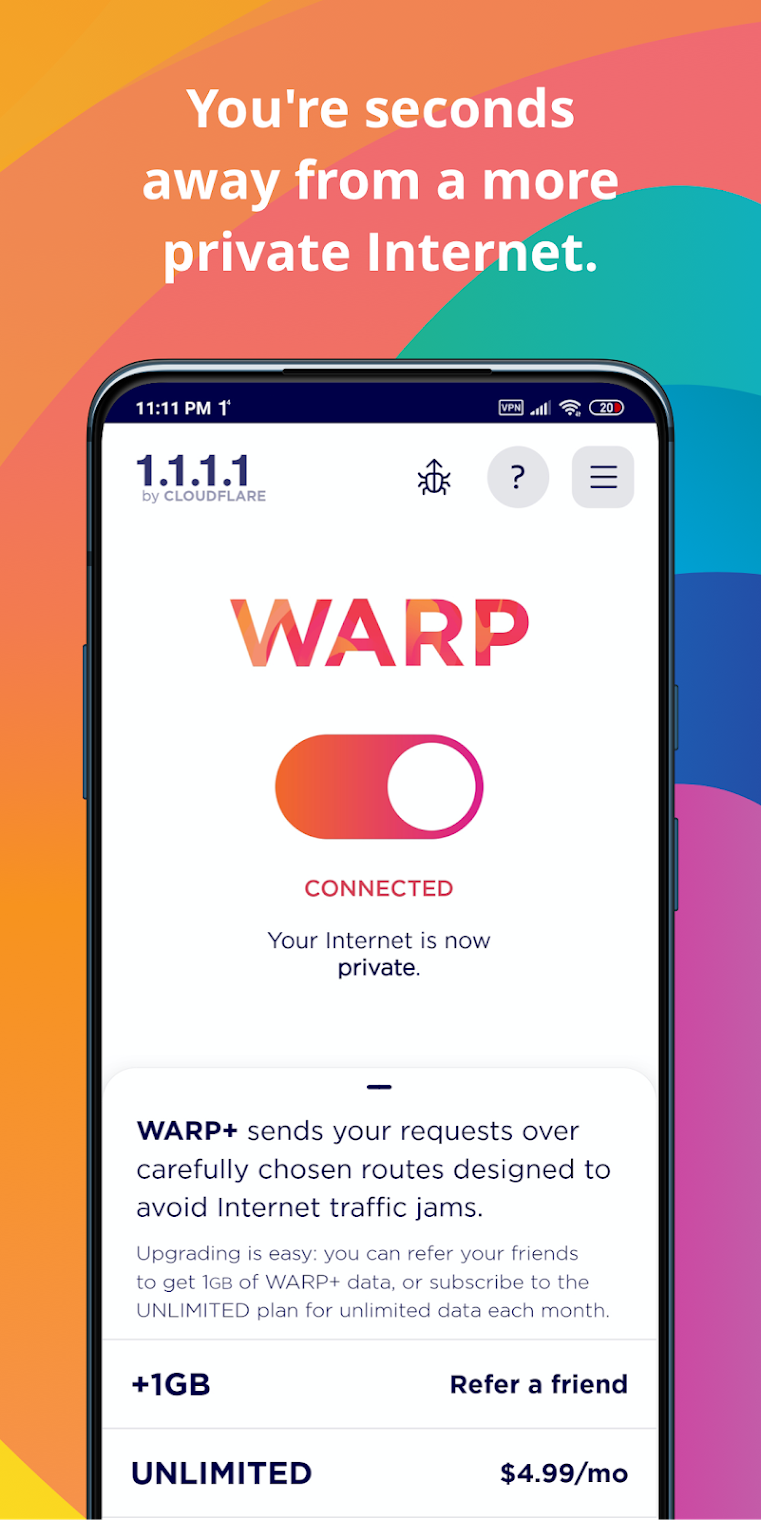 You're seconds
away from a more
private Internet.
11:11 PM 1⁴
VPN
20
1.1.1.1
by CLOUDFLARE
?
WARP
CONNECTED
Your Internet is now
private.
WARP+ sends your requests over
carefully chosen routes designed to
avoid Internet traffic jams.
Upgrading is easy: you can refer your friends
to get 1GB of WARP+ data, or subscribe to the
UNLIMITED plan for unlimited data each month.
+1GB Refer a friend
UNLIMITED $4.99/mo